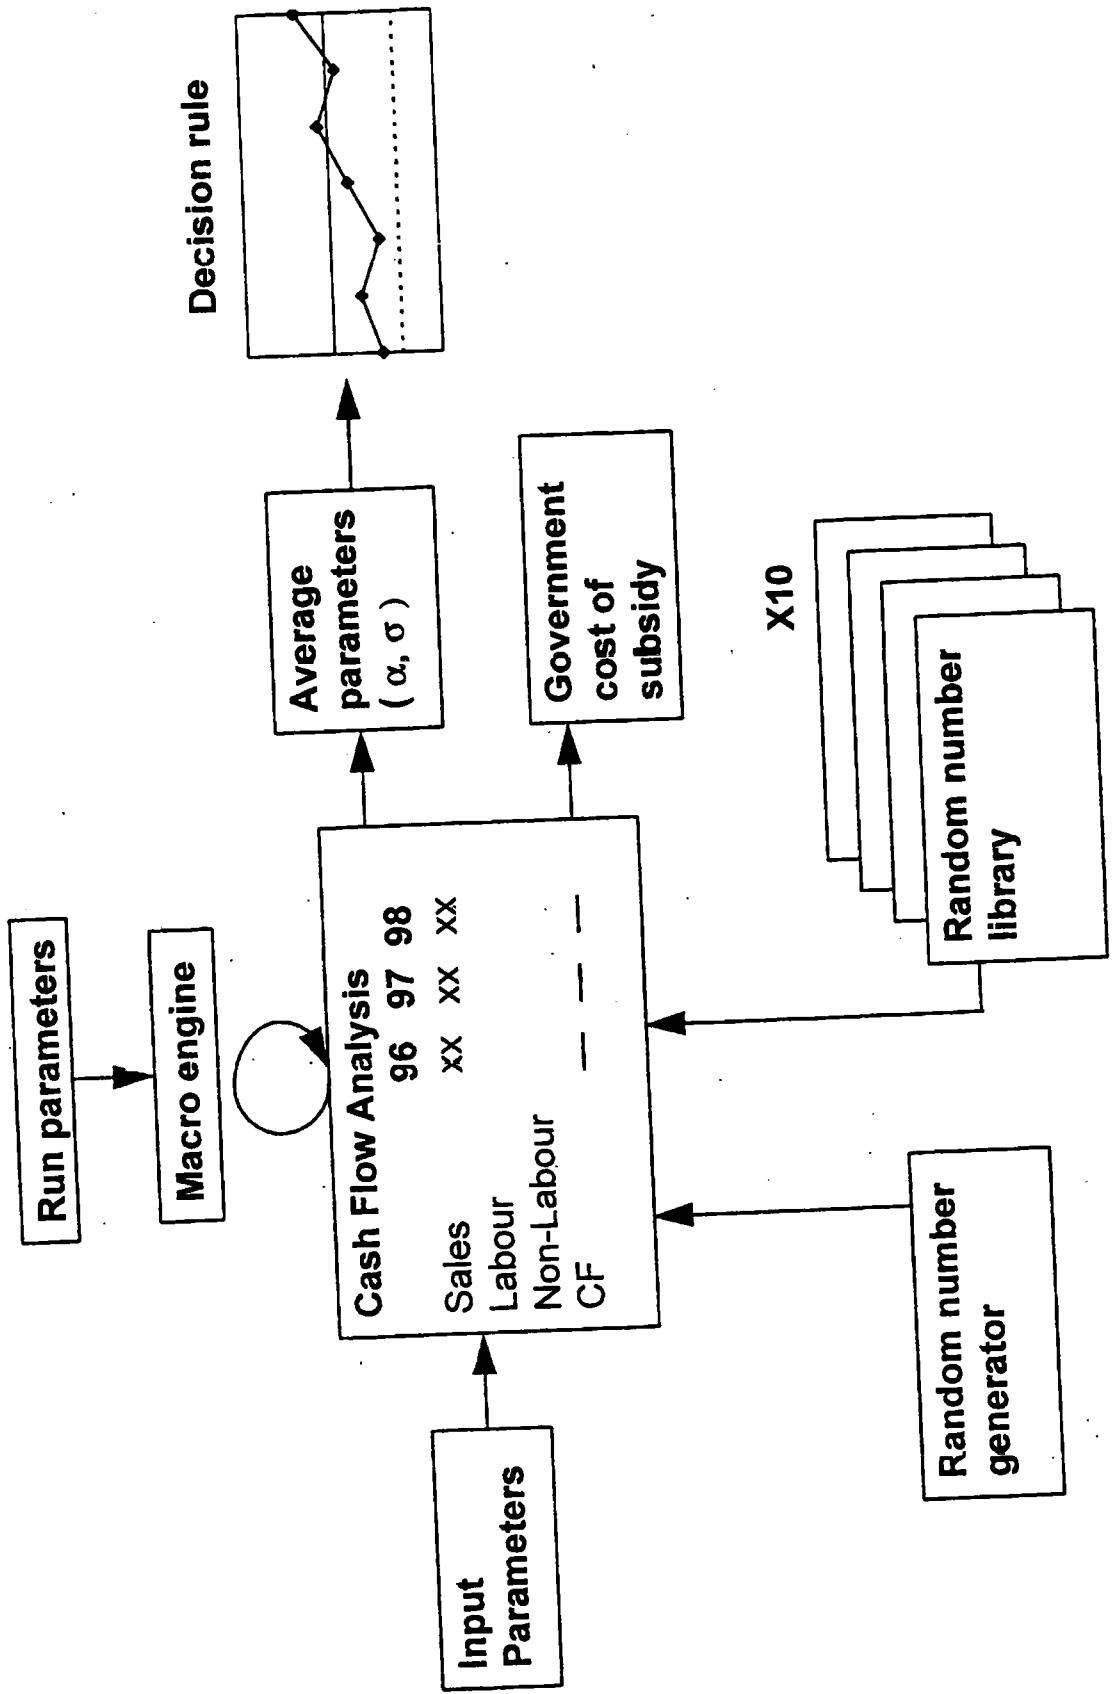 Run parameters
Macro engine
Decision rule
Input
Parameters
Cash Flow Analysis
96 97 98
Sales xx xx xx
Labour
Non-Labour
CF — — —
Average
parameters
( α, σ )
Government
cost of
subsidy
Random number
generator
X10
Random number
library